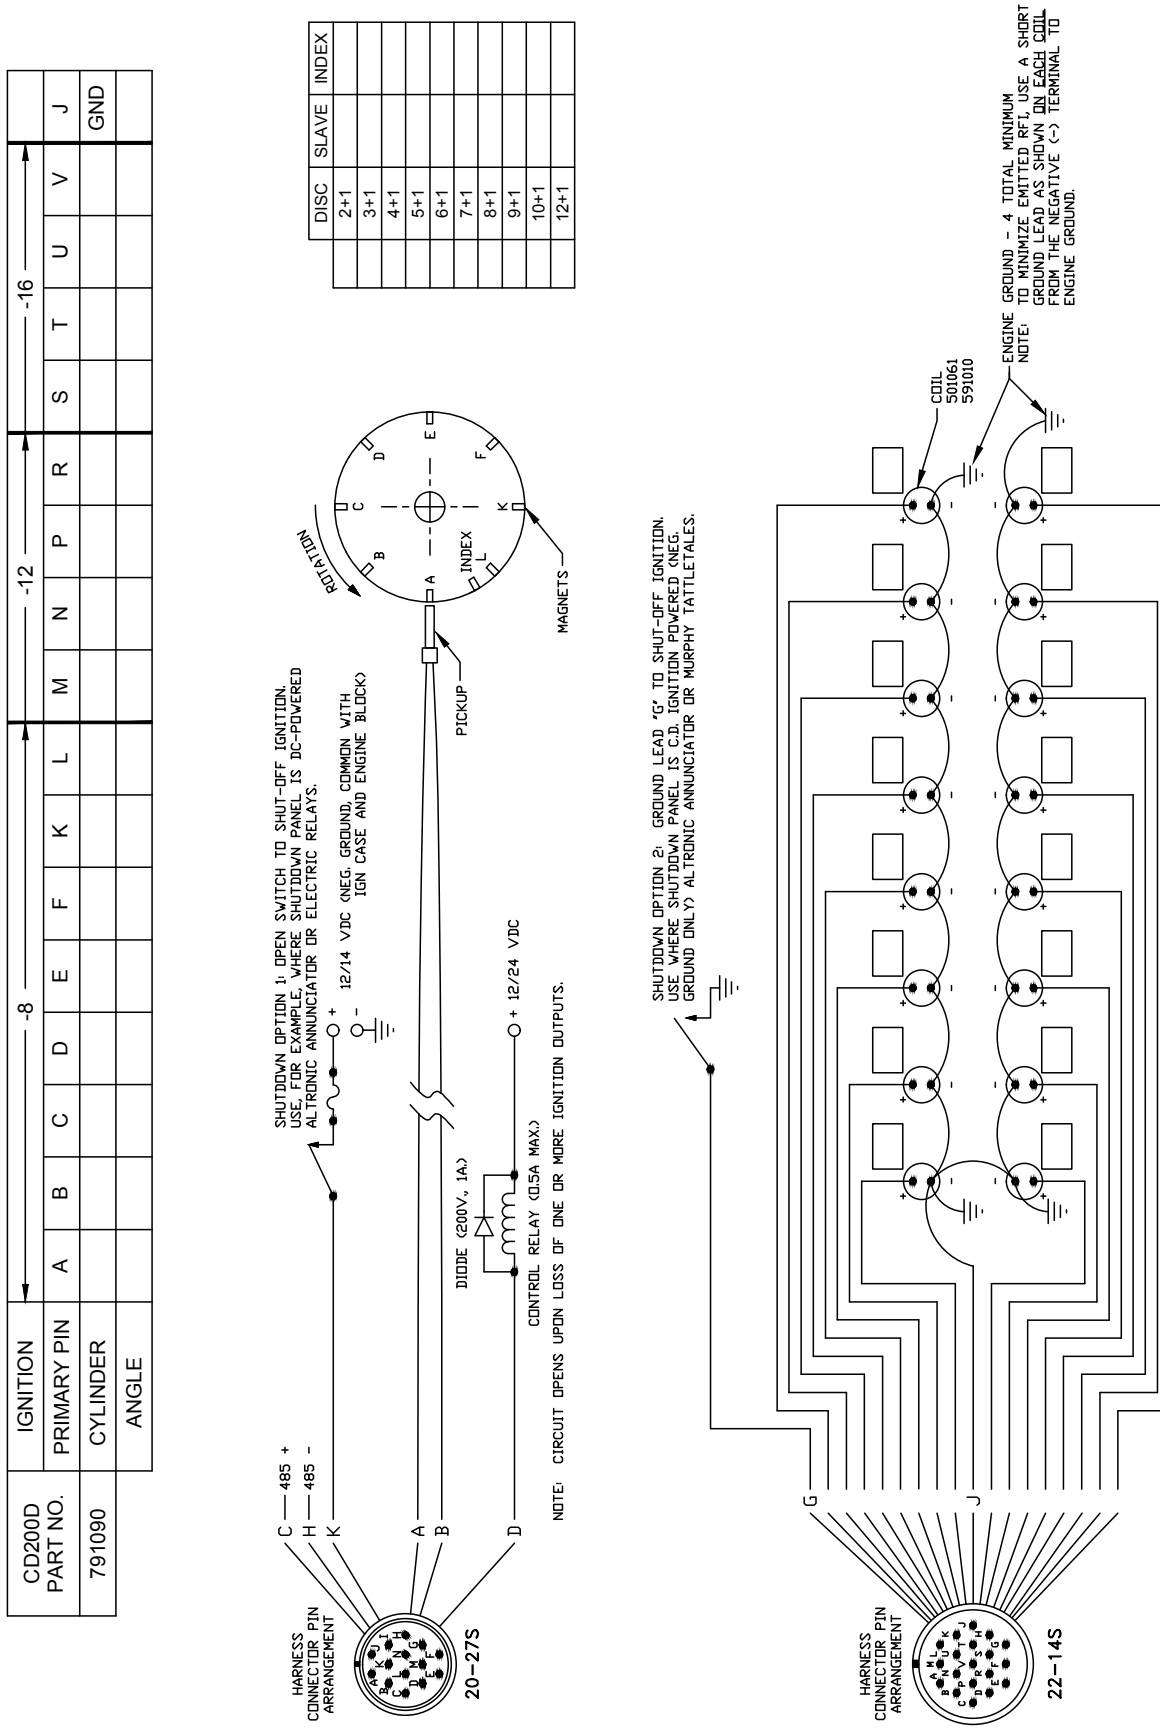 CD200D
PART NO.
IGNITION
-8
-12
-16
PRIMARY PIN A B C D E F K L M N P R S T U V J
791090 CYLINDER GND
ANGLE
DISC SLAVE INDEX
2+1
3+1
4+1
5+1
6+1
7+1
8+1
9+1
10+1
12+1
SHUTDOWN OPTION 1: OPEN SWITCH TO SHUT-OFF IGNITION.
USE, FOR EXAMPLE, WHERE SHUTDOWN PANEL IS DC-POWERED
ALTRONIC ANNUNCIATOR OR ELECTRIC RELAYS.
+ 12/14 VDC (NEG. GROUND, COMMON WITH
- IGN CASE AND ENGINE BLOCK)
HARNESS
CONNECTOR PIN
ARRANGEMENT
C 485 +
H 485 -
K
A
B
D
A J I
B K H
C L N G
D M F
E
20-27S
PICKUP
ROTATION
A
B
C
D
E
F
K
L
INDEX
MAGNETS
DIODE (200V., 1A.)
+ 12/24 VDC
CONTROL RELAY (0.5A MAX.)
NOTE: CIRCUIT OPENS UPON LOSS OF ONE OR MORE IGNITION OUTPUTS.
SHUTDOWN OPTION 2: GROUND LEAD "G" TO SHUT-OFF IGNITION.
USE WHERE SHUTDOWN PANEL IS C.D. IGNITION POWERED (NEG.
GROUND ONLY) ALTRONIC ANNUNCIATOR OR MURPHY TATTLETALES.
HARNESS
CONNECTOR PIN
ARRANGEMENT
A M L
B N U K
C P V T J
D R S H
E F G
22-14S
G
J
+ + + + + + + +
- - - - - - - -
- - - - - - - -
+ + + + + + + +
COIL
501061
591010
ENGINE GROUND - 4 TOTAL MINIMUM
NOTE: TO MINIMIZE EMITTED RFI, USE A SHORT
GROUND LEAD AS SHOWN ON EACH COIL
FROM THE NEGATIVE (-) TERMINAL TO
ENGINE GROUND.